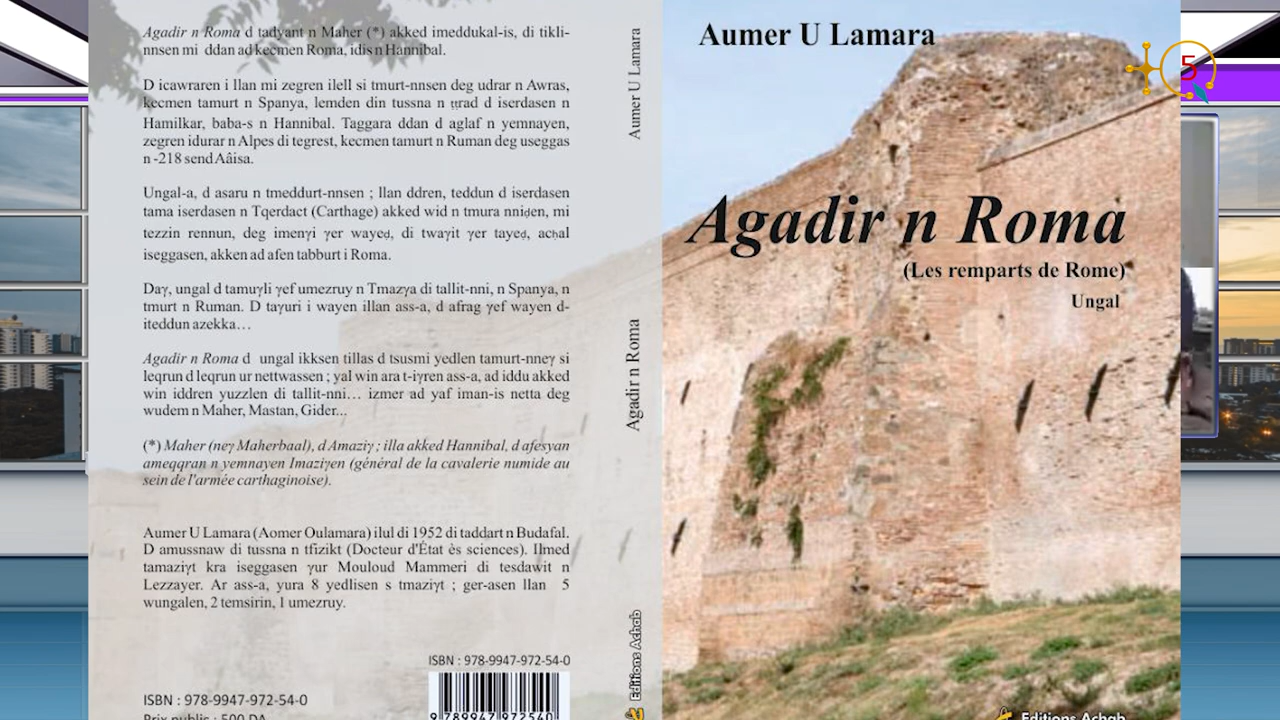 Agadir n Roma d tadyant n Maher (*) akked imeddukal-is, di tikli-
nnsen mi ddan ad kecmen Roma, idis n Hannibal.
D icawraren i llan mi zegren ilell si tmurt-nnsen deg udrar n Awras,
kecmen tamurt n Spanya, lemden din tussna n ṭṭrad d iserdasen n
Hamilkar, baba-s n Hannibal. Taggara ddan d aglaf n yemnayen,
zegren idurar n Alpes di tegrest, kecmen tamurt n Ruman deg useggas
n -218 send Aâisa.
Ungal-a, d asaru n tmeddurt-nnsen ; llan ddren, teddun d iserdasen
tama iserdasen n Tqerdact (Carthage) akked wid n tmura nniḍen, mi
tezzin rennun, deg imenɣi ɣer wayeḍ, di twaɣit ɣer tayeḍ, acḥal
iseggasen, akken ad afen tabburt i Roma.
Daɣ, ungal d tamuɣli ɣef umezruy n Tmazɣa di tallit-nni, n Spanya, n
tmurt n Ruman. D taɣuri i wayen illan ass-a, d afrag ɣef wayen d-
iteddun azekka…
Agadir n Roma d ungal ikksen tillas d tsusmi yedlen tamurt-nneɣ si
leqrun d leqrun ur nettwassen ; yal win ara t-iɣren ass-a, ad iddu akked
win iddren yuzzlen di tallit-nni… izmer ad yaf iman-is netta deg
wudem n Maher, Mastan, Gider...
(*) Maher (neɣ Maherbaal), d Amaziɣ ; illa akked Hannibal, d afesyan
ameqqran n yemnayen Imaziɣen (général de la cavalerie numide au
sein de l'armée carthaginoise).
Aumer U Lamara (Aomer Oulamara) ilul di 1952 di taddart n Budafal.
D amussnaw di tussna n tfizikt (Docteur d'État ès sciences). Ilmed
tamaziɣt kra iseggasen ɣur Mouloud Mammeri di tesdawit n
Lezzayer. Ar ass-a, yura 8 yedlisen s tmaziɣt ; ger-asen llan 5
wungalen, 2 temsirin, 1 umezruy.
ISBN : 978-9947-972-54-0
ISBN : 978-9947-972-54-0
Prix public : 500 DA
9 789947 972540
Aumer U Lamara
Agadir n Roma
Editions Achab
Aumer U Lamara
5
Agadir n Roma
(Les remparts de Rome)
Ungal
Editions Achab